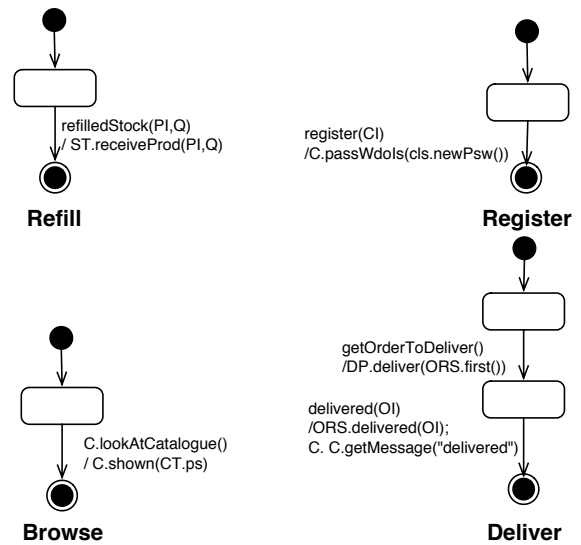 refilledStock(PI,Q)
/ ST.receiveProd(PI,Q)
Refill
register(CI)
/C.passWdoIs(cls.newPsw())
Register
C.lookAtCatalogue()
/ C.shown(CT.ps)
Browse
getOrderToDeliver()
/DP.deliver(ORS.first())
delivered(OI)
/ORS.delivered(OI);
C. C.getMessage("delivered")
Deliver